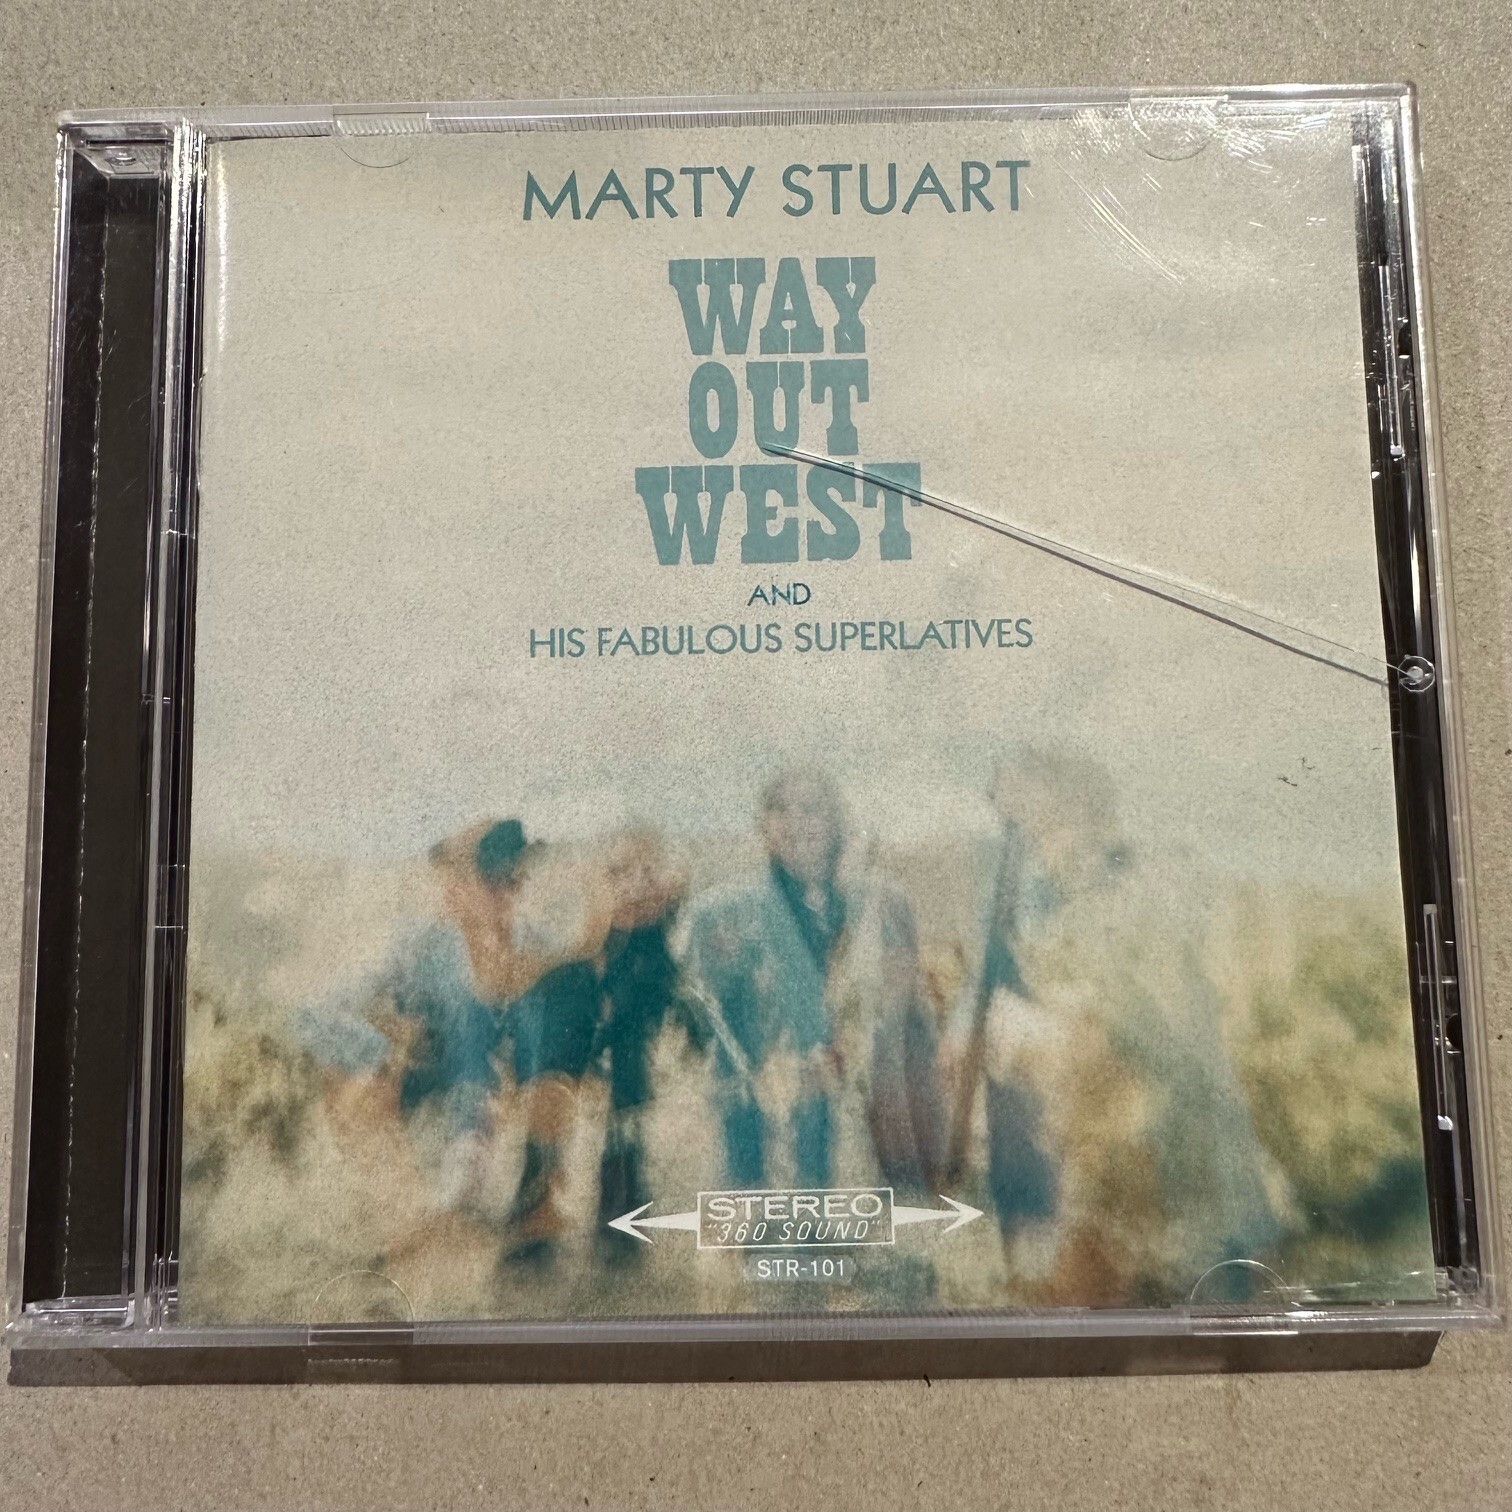 MARTY STUART
WAY
OUT
WEST
AND
HIS FABULOUS SUPERLATIVES
STEREO
"360 SOUND"
STR-101